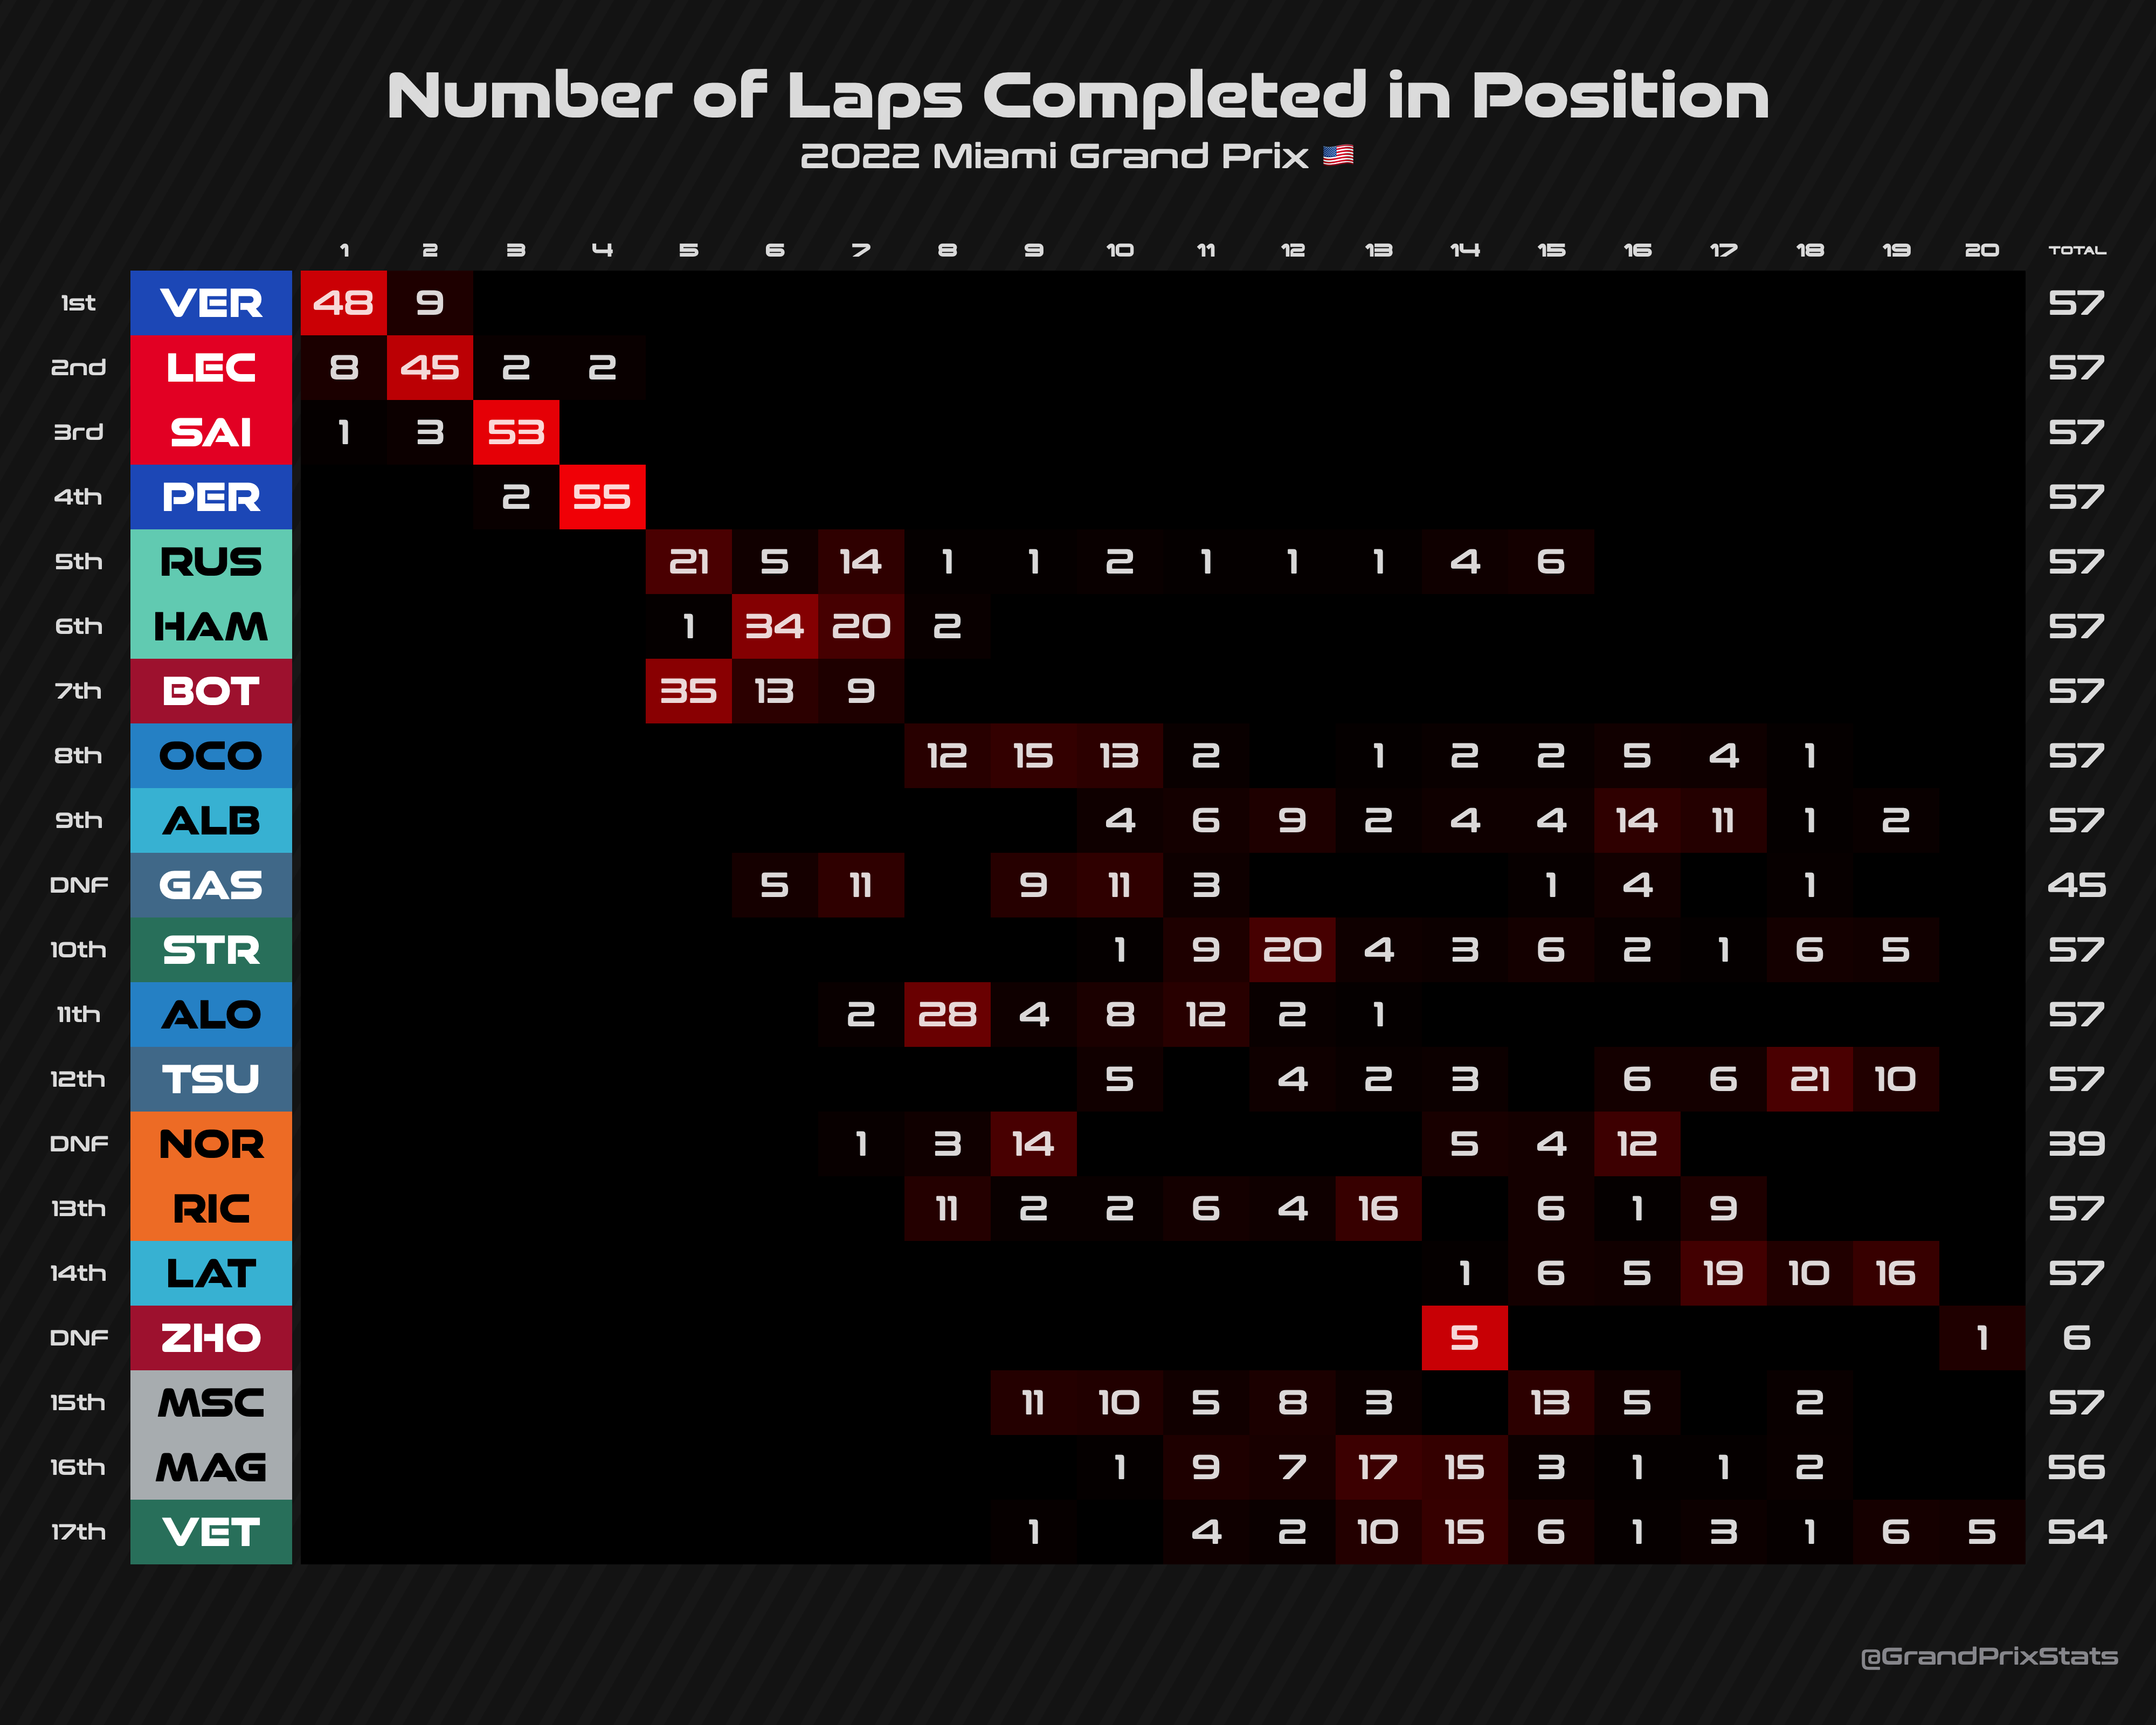 Number of Laps Completed in Position
2022 Miami Grand Prix 🇺🇸
1 2 3 4 5 6 7 8 9 10 11 12 13 14 15 16 17 18 19 20 TOTAL
1st VER 48 9 57
2nd LEC 8 45 2 2 57
3rd SAI 1 3 53 57
4th PER 2 55 57
5th RUS 21 5 14 1 1 2 1 1 1 4 6 57
6th HAM 1 34 20 2 57
7th BOT 35 13 9 57
8th OCO 12 15 13 2 1 2 2 5 4 1 57
9th ALB 4 6 9 2 4 4 14 11 1 2 57
DNF GAS 5 11 9 11 3 1 4 1 45
10th STR 1 9 20 4 3 6 2 1 6 5 57
11th ALO 2 28 4 8 12 2 1 57
12th TSU 5 4 2 3 6 6 21 10 57
DNF NOR 1 3 14 5 4 12 39
13th RIC 11 2 2 6 4 16 6 1 9 57
14th LAT 1 6 5 19 10 16 57
DNF ZHO 5 1 6
15th MSC 11 10 5 8 3 13 5 2 57
16th MAG 1 9 7 17 15 3 1 1 2 56
17th VET 1 4 2 10 15 6 1 3 1 6 5 54
@GrandPrixStats